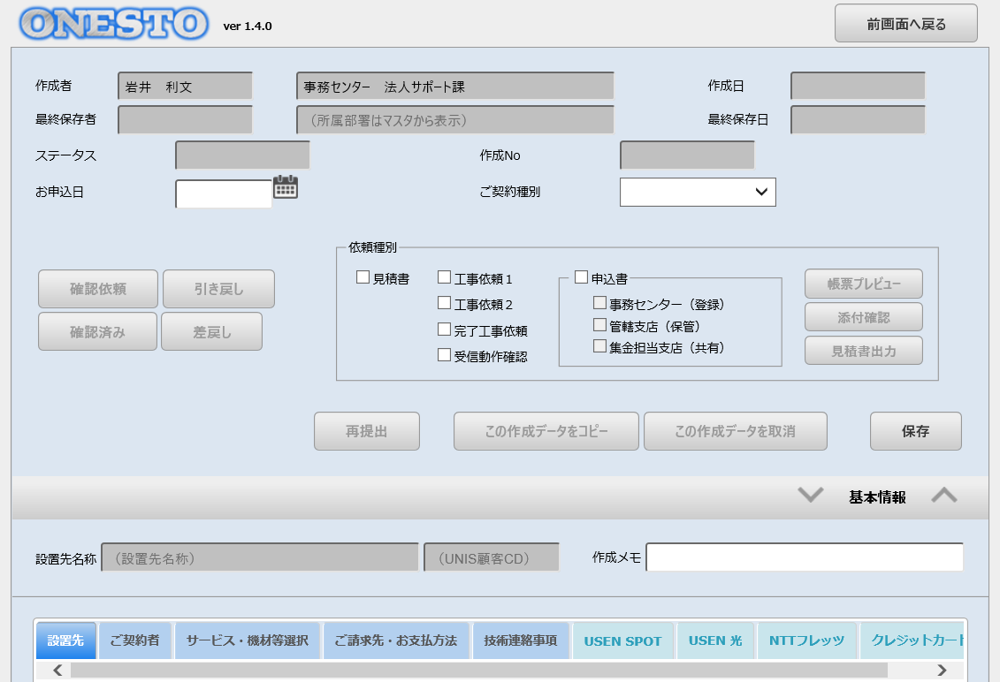 ONESTO ver 1.4.0 前画面へ戻る
作成者 岩井　利文 事務センター　法人サポート課 作成日
最終保存者 （所属部署はマスタから表示） 最終保存日
ステータス 作成No
お申込日 ご契約種別
依頼種別
確認依頼 引き戻し
確認済み 差戻し
見積書
工事依頼１
工事依頼２
完了工事依頼
受信動作確認
申込書
事務センター（登録）
管轄支店（保管）
集金担当支店（共有）
帳票プレビュー
添付確認
見積書出力
再提出 この作成データをコピー この作成データを取消 保存
基本情報
設置先名称 （設置先名称） （UNIS顧客CD） 作成メモ
設置先 ご契約者 サービス・機材等選択 ご請求先・お支払方法 技術連絡事項 USEN SPOT USEN 光 NTTフレッツ クレジットカート